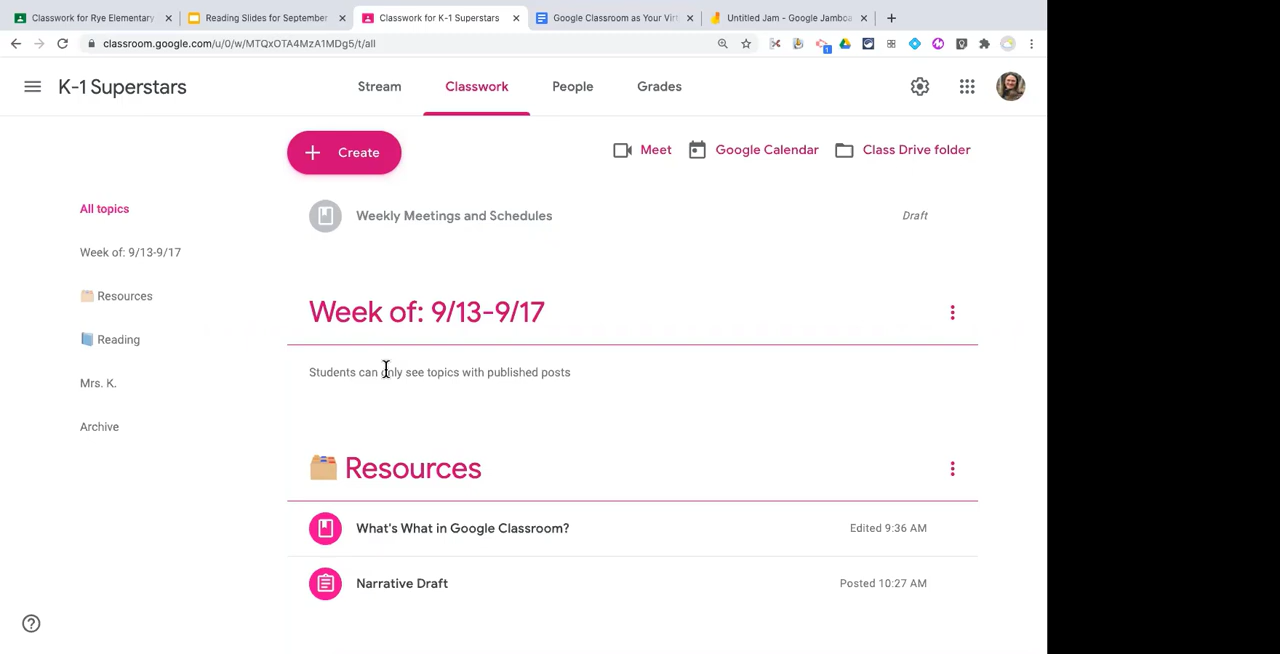 Classwork for Rye Elementary
Reading Slides for September
Classwork for K-1 Superstars
Google Classroom as Your Virt
Untitled Jam - Google Jamboa
classroom.google.com/u/0/w/MTQxOTA4MzA1MDg5/t/all
1
K-1 Superstars
Stream
Classwork
People
Grades
Create
Meet
Google Calendar
Class Drive folder
All topics
Week of: 9/13-9/17
Resources
Reading
Mrs. K.
Archive
Weekly Meetings and Schedules
Draft
Week of: 9/13-9/17
Students can only see topics with published posts
Resources
What's What in Google Classroom?
Edited 9:36 AM
Narrative Draft
Posted 10:27 AM